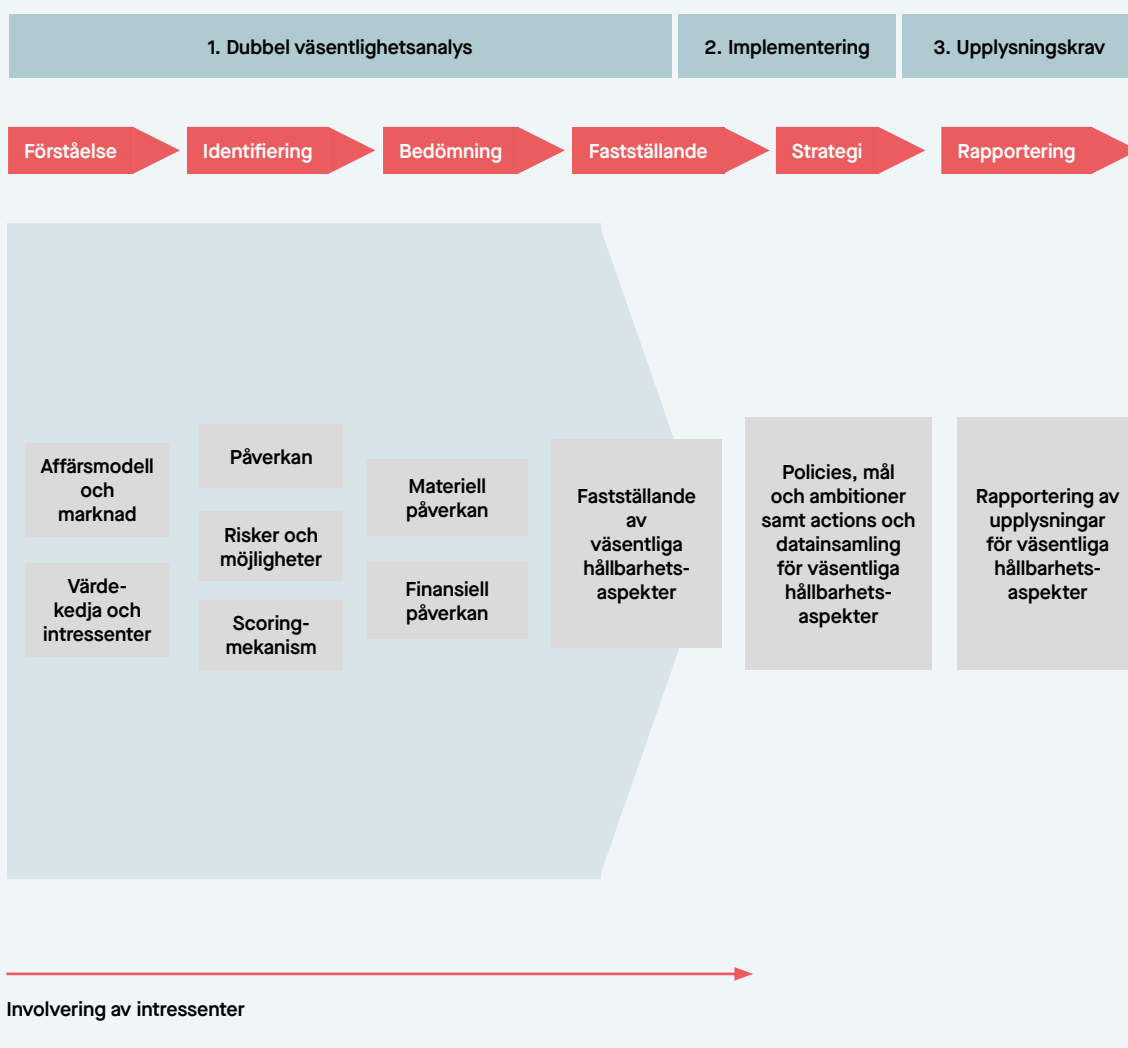 1. Dubbel väsentlighetsanalys
2. Implementering
3. Upplysningskrav
Förståelse
Identifiering
Bedömning
Fastställande
Strategi
Rapportering
Affärsmodell
och
marknad
Värde-
kedja och
intressenter
Påverkan
Risker och
möjligheter
Scoring-
mekanism
Materiell
påverkan
Finansiell
påverkan
Fastställande
av
väsentliga
hållbarhets-
aspekter
Policies, mål
och ambitioner
samt actions och
datainsamling
för väsentliga
hållbarhets-
aspekter
Rapportering av
upplysningar
för väsentliga
hållbarhets-
aspekter
Involvering av intressenter